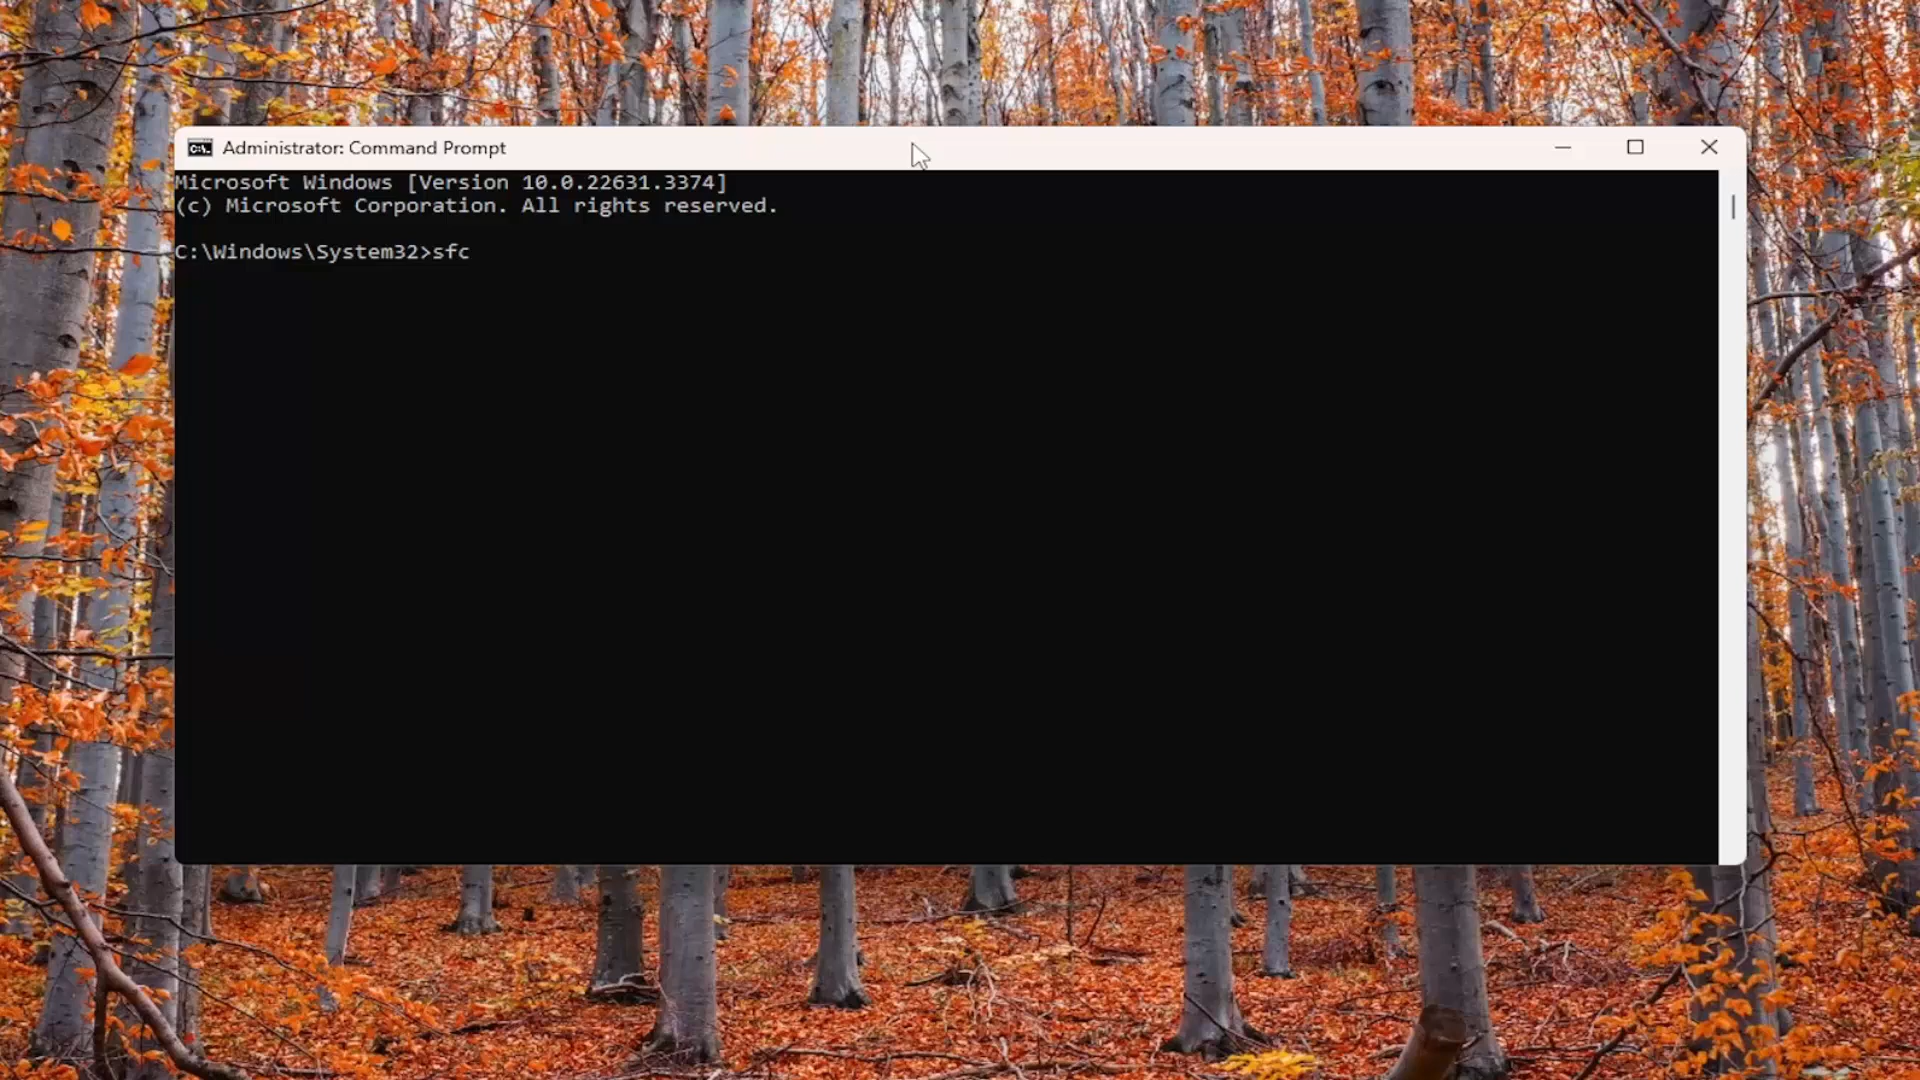 Administrator: Command Prompt
Microsoft Windows [Version 10.0.22631.3374]
(c) Microsoft Corporation. All rights reserved.
C:\Windows\System32>sfc